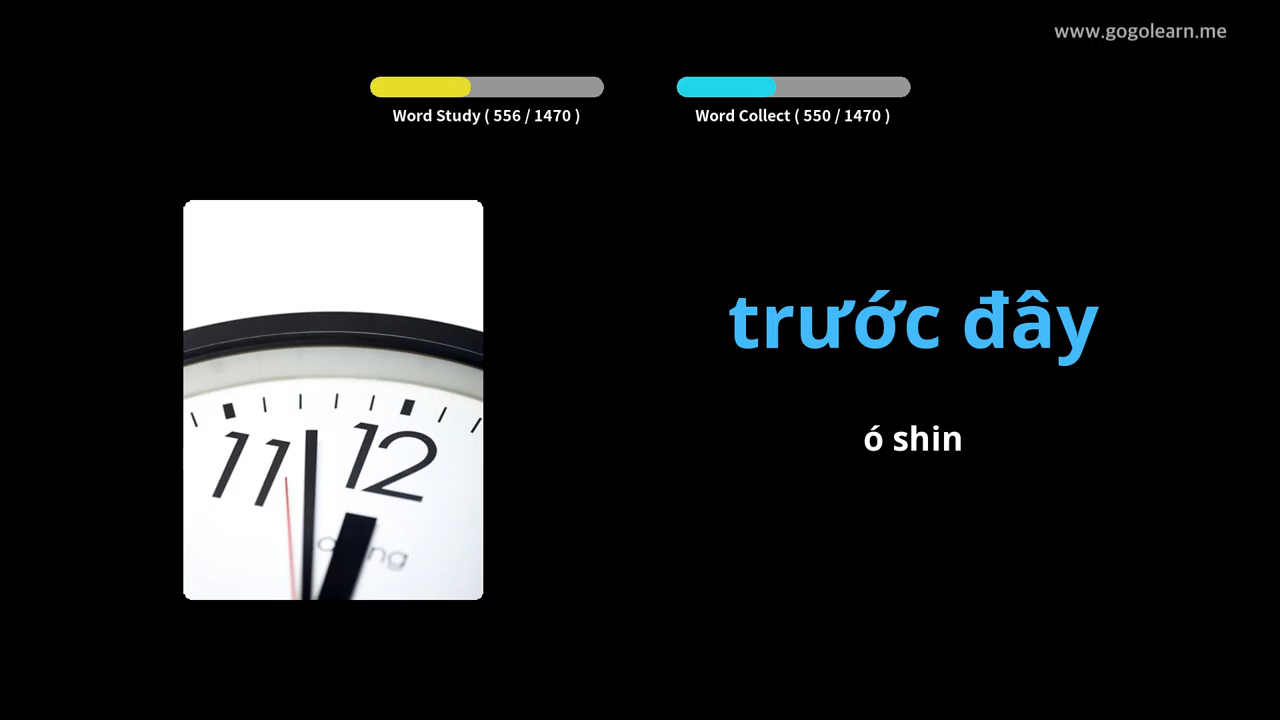 www.gogolearn.me
Word Study ( 556 / 1470 )
Word Collect ( 550 / 1470 )
11 12
trước đây
ó shin